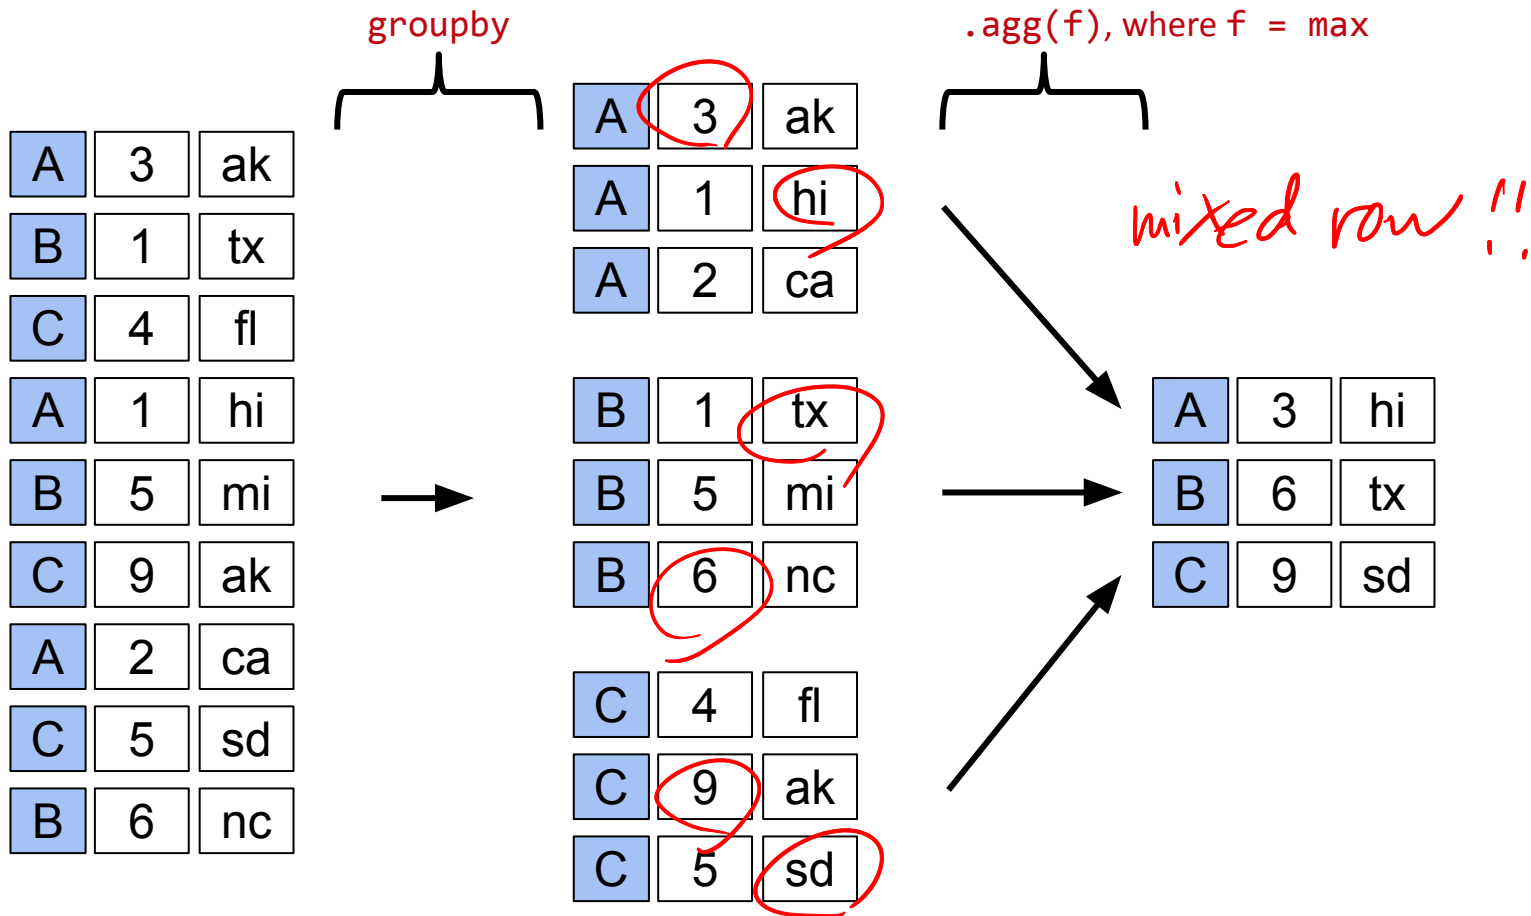 groupby
.agg(f), where f = max
A 3 ak
B 1 tx
C 4 fl
A 1 hi
B 5 mi
C 9 ak
A 2 ca
C 5 sd
B 6 nc
A 3 ak
A 1 hi
A 2 ca
B 1 tx
B 5 mi
B 6 nc
C 4 fl
C 9 ak
C 5 sd
mixed row !!
A 3 hi
B 6 tx
C 9 sd